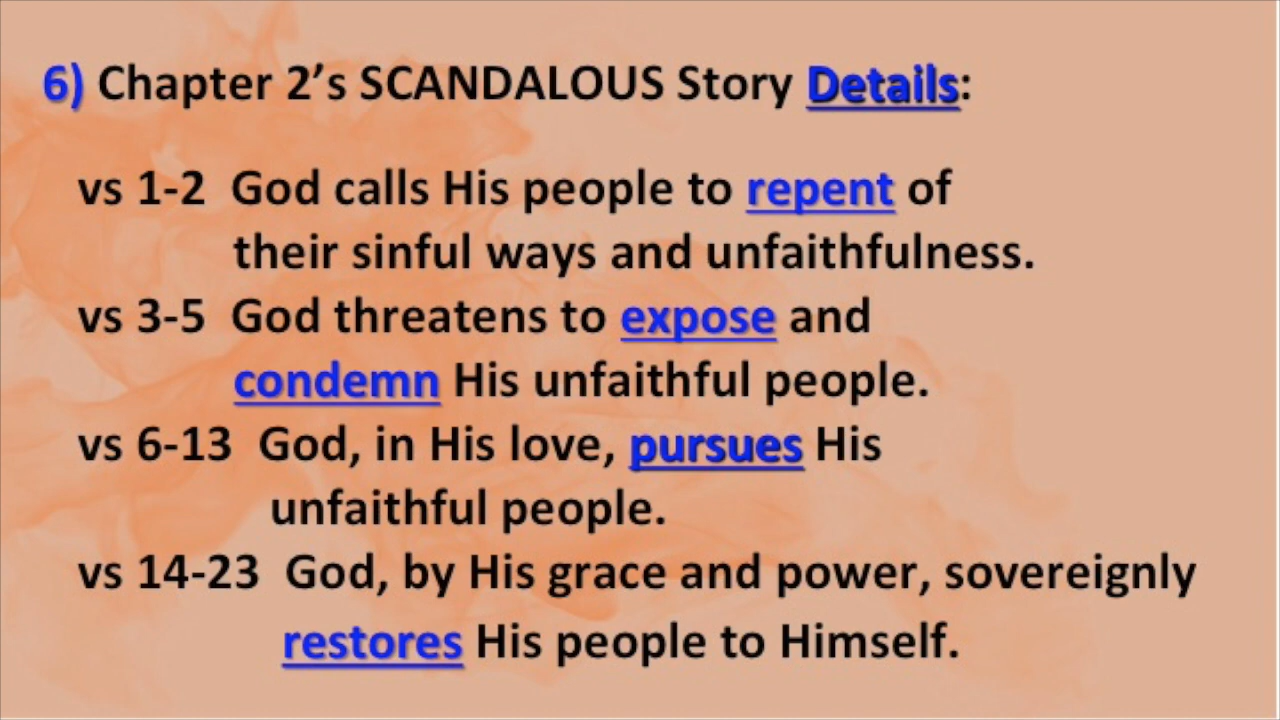 6) Chapter 2’s SCANDALOUS Story Details:
vs 1-2 God calls His people to repent of
their sinful ways and unfaithfulness.
vs 3-5 God threatens to expose and
condemn His unfaithful people.
vs 6-13 God, in His love, pursues His
unfaithful people.
vs 14-23 God, by His grace and power, sovereignly
restores His people to Himself.